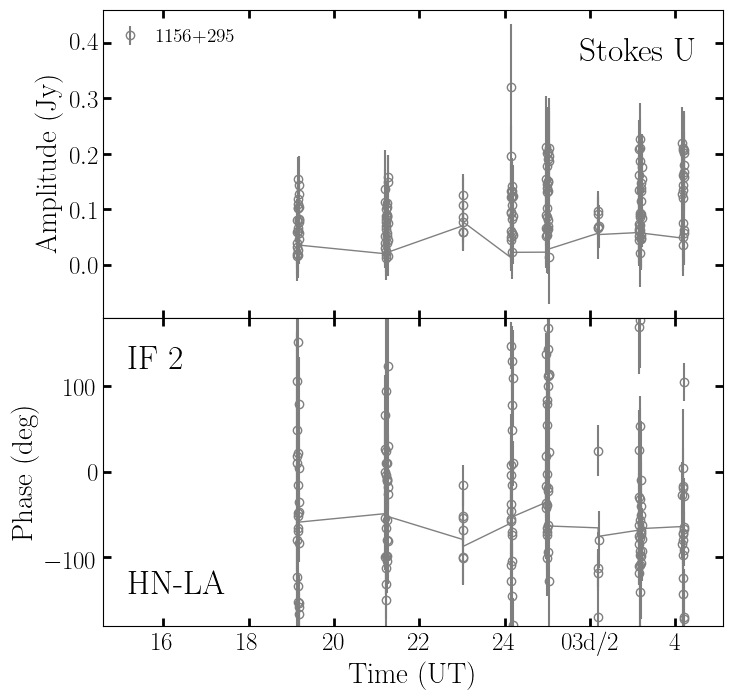 1156+295
Stokes U
0.4
0.3
0.2
0.1
0.0
Amplitude (Jy)
IF 2
100
0
−100
Phase (deg)
HN-LA
16 18 20 22 24 03d/2 4
Time (UT)